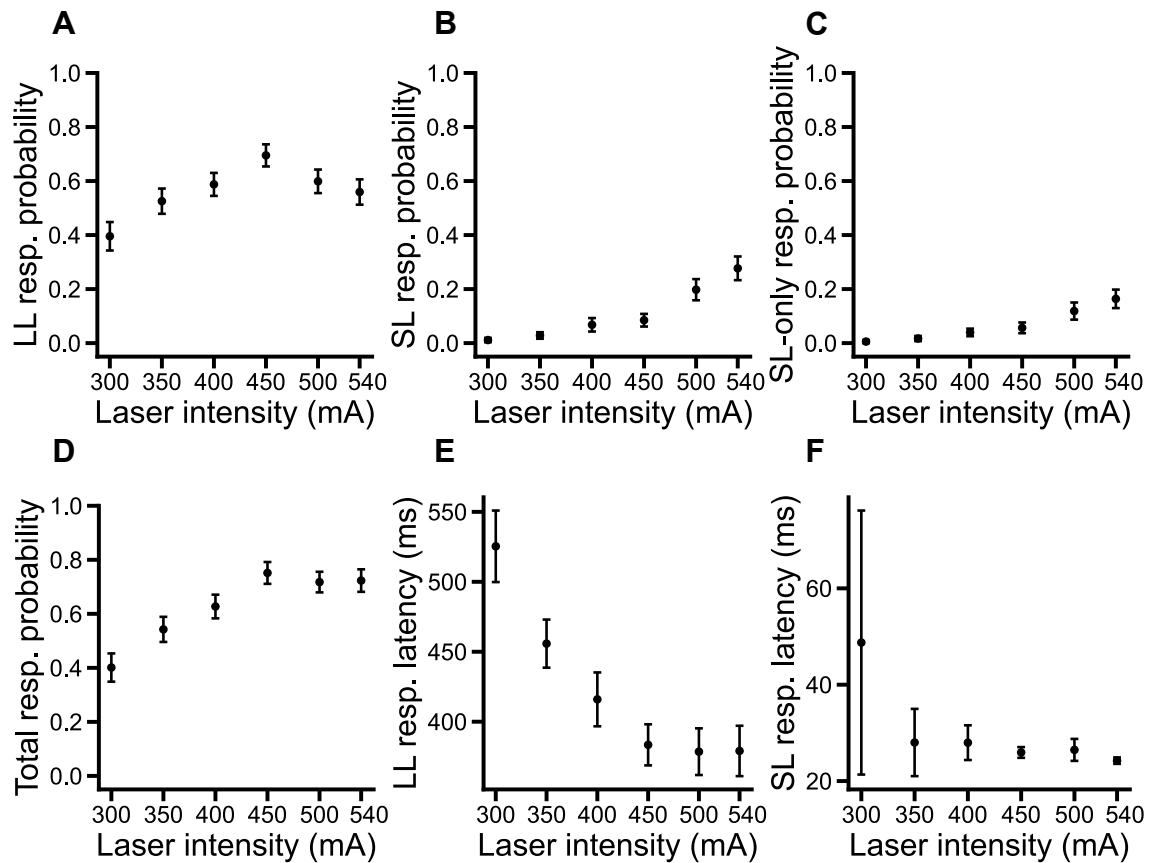 A
LL resp. probability
1.0
0.8
0.6
0.4
0.2
0.0
300 350 400 450 500 540
Laser intensity (mA)
B
SL resp. probability
1.0
0.8
0.6
0.4
0.2
0.0
300 350 400 450 500 540
Laser intensity (mA)
C
SL-only resp. probability
1.0
0.8
0.6
0.4
0.2
0.0
300 350 400 450 500 540
Laser intensity (mA)
D
Total resp. probability
1.0
0.8
0.6
0.4
0.2
0.0
300 350 400 450 500 540
Laser intensity (mA)
E
LL resp. latency (ms)
550
500
450
400
300 350 400 450 500 540
Laser intensity (mA)
F
SL resp. latency (ms)
60
40
20
300 350 400 450 500 540
Laser intensity (mA)